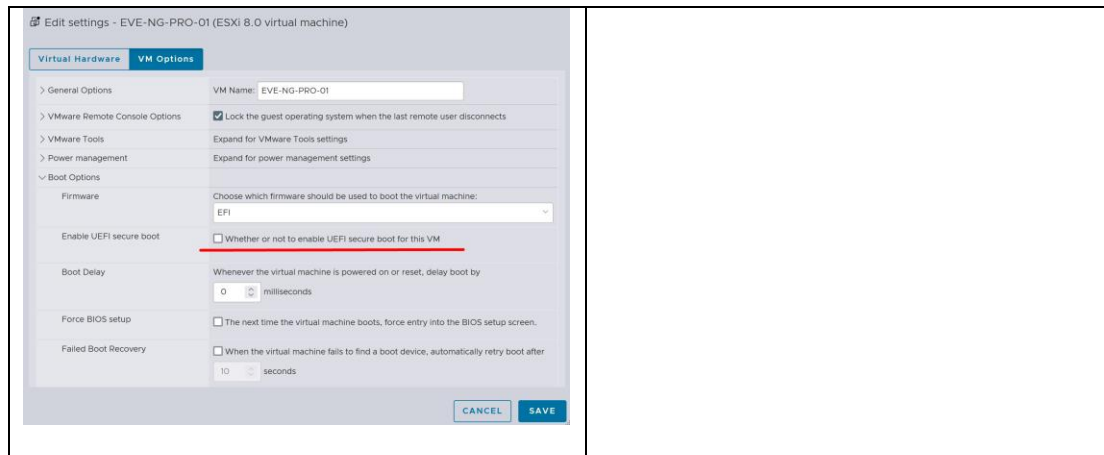 Edit settings - EVE-NG-PRO-01 (ESXi 8.0 virtual machine)
Virtual Hardware VM Options
General Options VM Name: EVE-NG-PRO-01
VMware Remote Console Options Lock the guest operating system when the last remote user disconnects
VMware Tools Expand for VMware Tools settings
Power management Expand for power management settings
Boot Options
Firmware Choose which firmware should be used to boot the virtual machine:
EFI
Enable UEFI secure boot Whether or not to enable UEFI secure boot for this VM
Boot Delay Whenever the virtual machine is powered on or reset, delay boot by
0 milliseconds
Force BIOS setup The next time the virtual machine boots, force entry into the BIOS setup screen.
Failed Boot Recovery When the virtual machine fails to find a boot device, automatically retry boot after
10 seconds
CANCEL SAVE